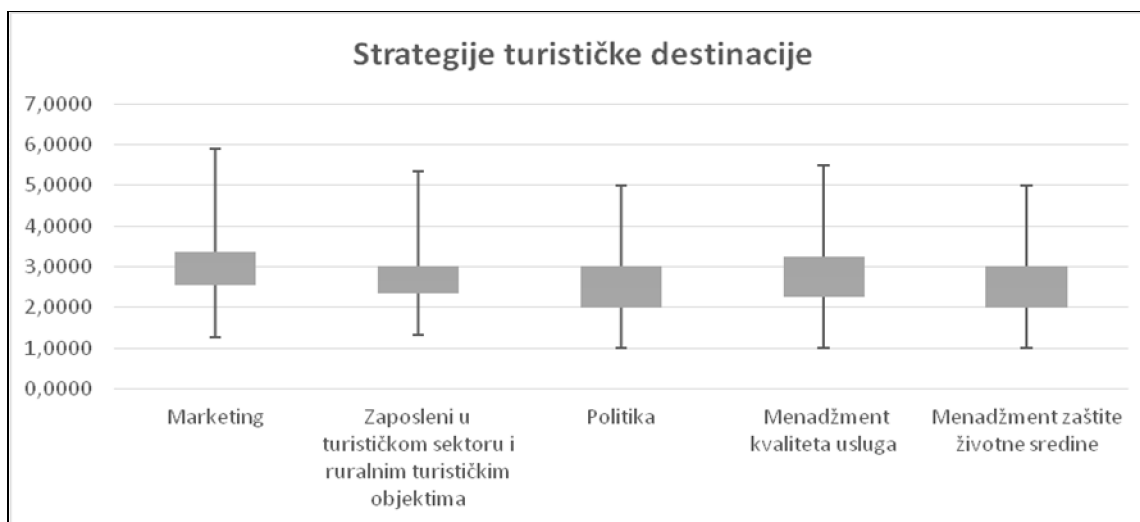 Strategije turističke destinacije
7,0000
6,0000
5,0000
4,0000
3,0000
2,0000
1,0000
0,0000
Marketing
Zaposleni u
turističkom sektoru i
ruralnim turističkim
objektima
Politika
Menadžment
kvaliteta usluga
Menadžment zaštite
životne sredine